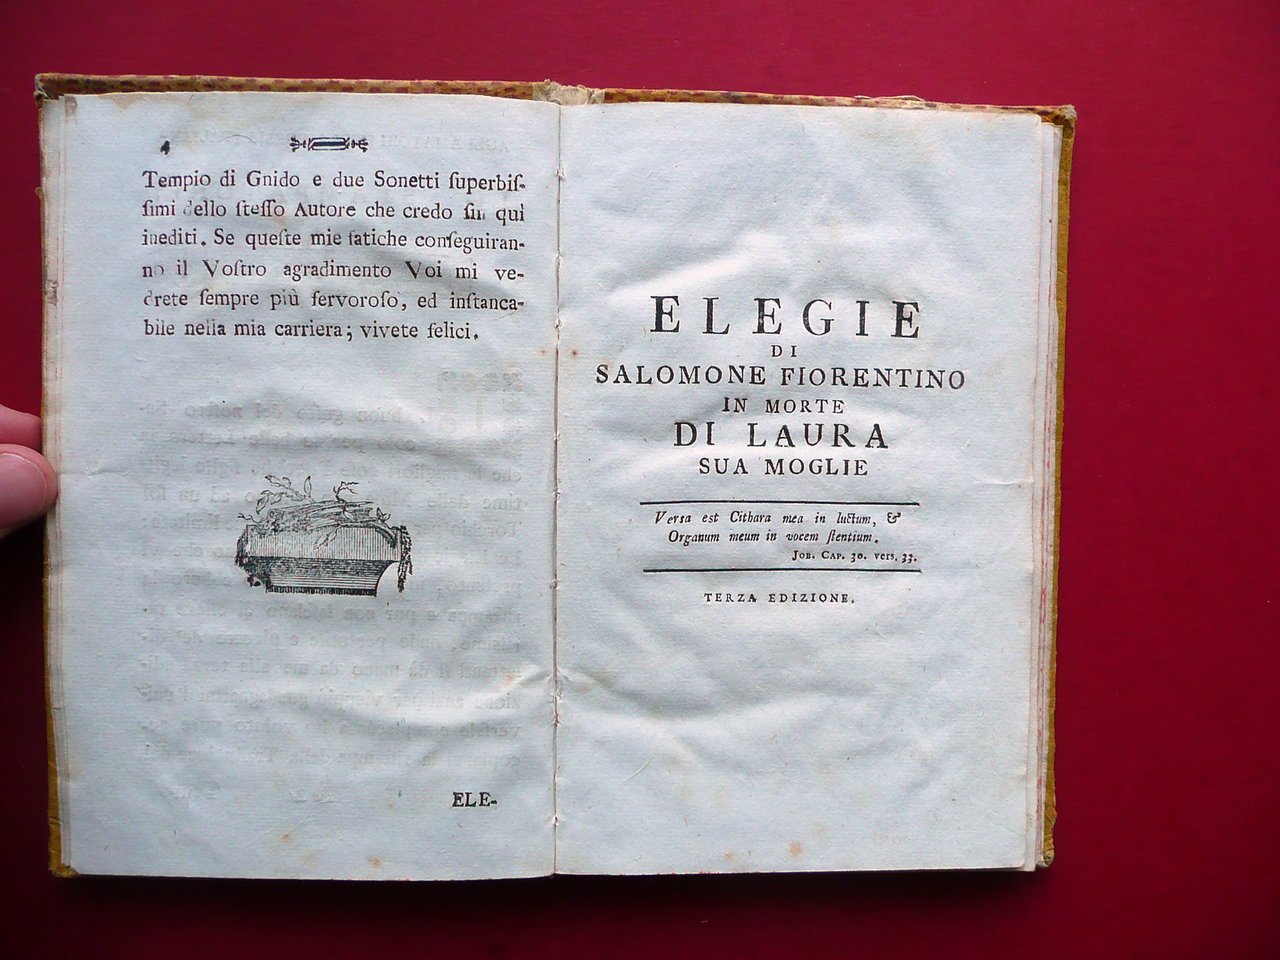 4
Tempio di Gnido e due Sonetti ſuperbiſ-
ſimi dello ſteſſo Autore che credo ſin quì
inediti. Se queſte mie fatiche conſeguiran-
no il Voſtro agradimento Voi mi ve-
drete ſempre più fervoroſo, ed inſtanca-
bile nella mia carriera; vivete felici.
ELE-
ELEGIE
DI
SALOMONE FIORENTINO
IN MORTE
DI LAURA
SUA MOGLIE
Versa est Cithara mea in luctum, &
Organum meum in vocem flentium.
JOB. CAP. 30. vers. 33.
TERZA EDIZIONE.